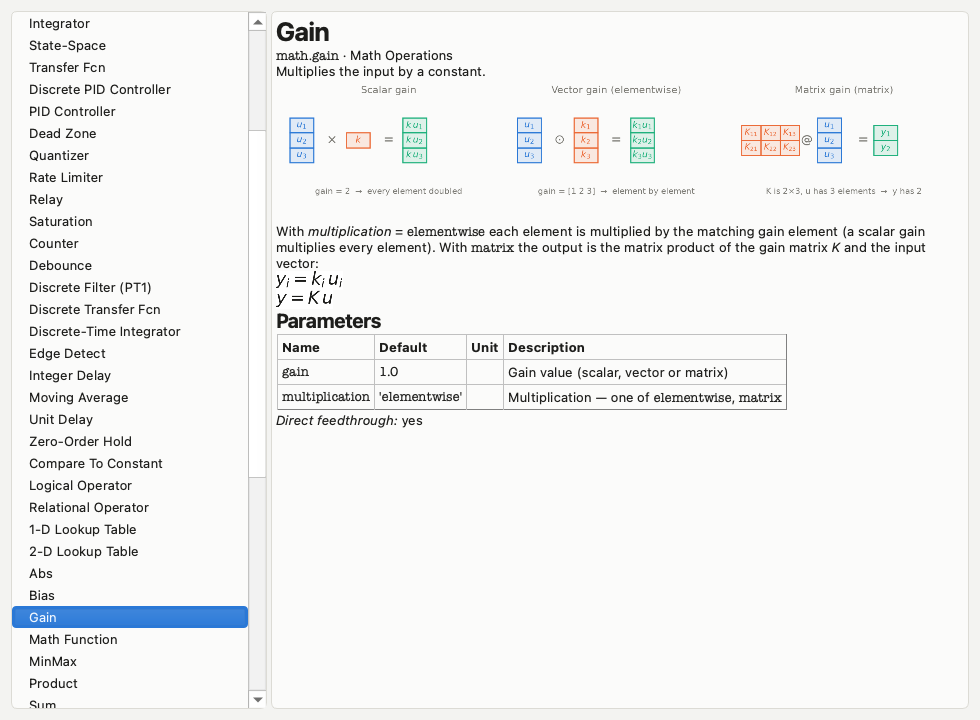 Integrator
State-Space
Transfer Fcn
Discrete PID Controller
PID Controller
Dead Zone
Quantizer
Rate Limiter
Relay
Saturation
Counter
Debounce
Discrete Filter (PT1)
Discrete Transfer Fcn
Discrete-Time Integrator
Edge Detect
Integer Delay
Moving Average
Unit Delay
Zero-Order Hold
Compare To Constant
Logical Operator
Relational Operator
1-D Lookup Table
2-D Lookup Table
Abs
Bias
Gain
Math Function
MinMax
Product
Sum
Gain
math.gain · Math Operations
Multiplies the input by a constant.
Scalar gain Vector gain (elementwise) Matrix gain (matrix)
u₁ k u₁ u₁ k₁ k₁u₁ u₁
u₂ × k = k u₂ u₂ ⊙ k₂ = k₂u₂ K₁₁ K₁₂ K₁₃ @ u₂ = y₁
u₃ k u₃ u₃ k₃ k₃u₃ K₂₁ K₂₂ K₂₃ u₃ y₂
gain = 2 → every element doubled gain = [1 2 3] → element by element K is 2×3, u has 3 elements → y has 2
With multiplication = elementwise each element is multiplied by the matching gain element (a scalar gain
multiplies every element). With matrix the output is the matrix product of the gain matrix K and the input
vector:
yᵢ = kᵢ uᵢ
y = K u
Parameters
Name Default Unit Description
gain 1.0 Gain value (scalar, vector or matrix)
multiplication 'elementwise' Multiplication — one of elementwise, matrix
Direct feedthrough: yes